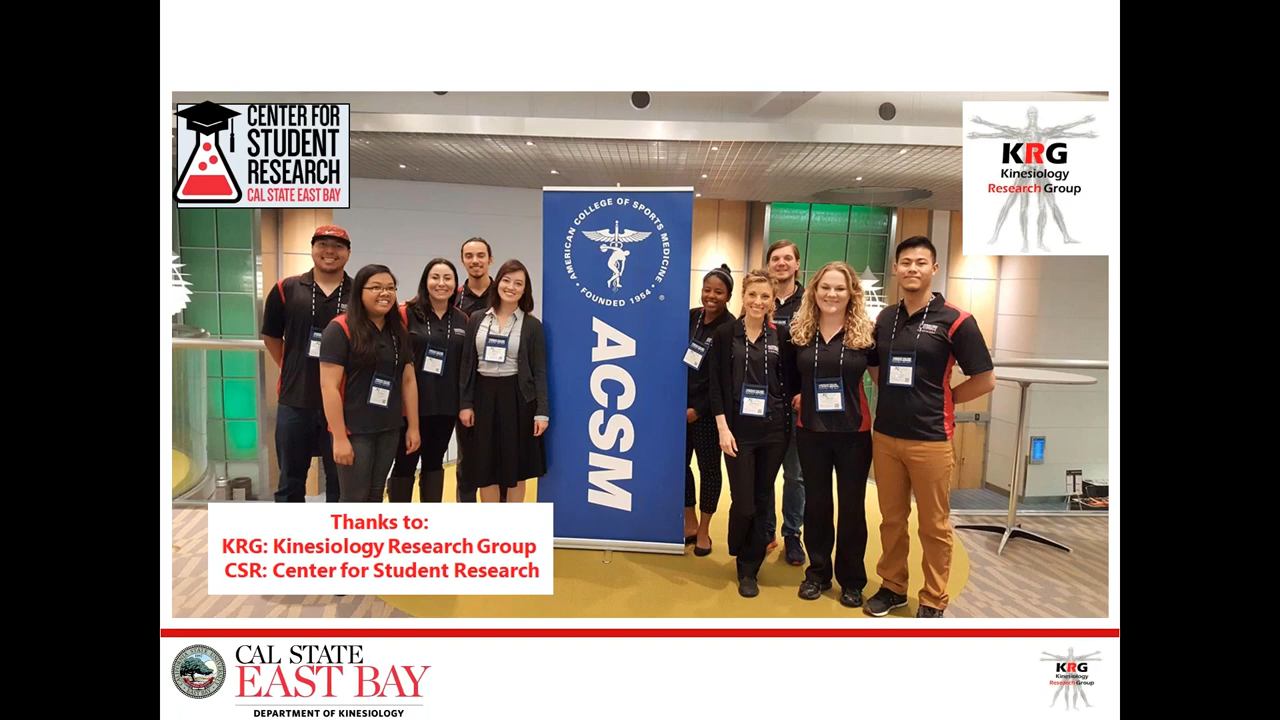 CENTER FOR
STUDENT
RESEARCH
CAL STATE EAST BAY
KRG
Kinesiology
Research Group
AMERICAN COLLEGE OF SPORTS MEDICINE
• FOUNDED 1954 •
®
ACSM
Thanks to:
KRG: Kinesiology Research Group
CSR: Center for Student Research
CAL STATE
EAST BAY
DEPARTMENT OF KINESIOLOGY
KRG
Kinesiology
Research Group